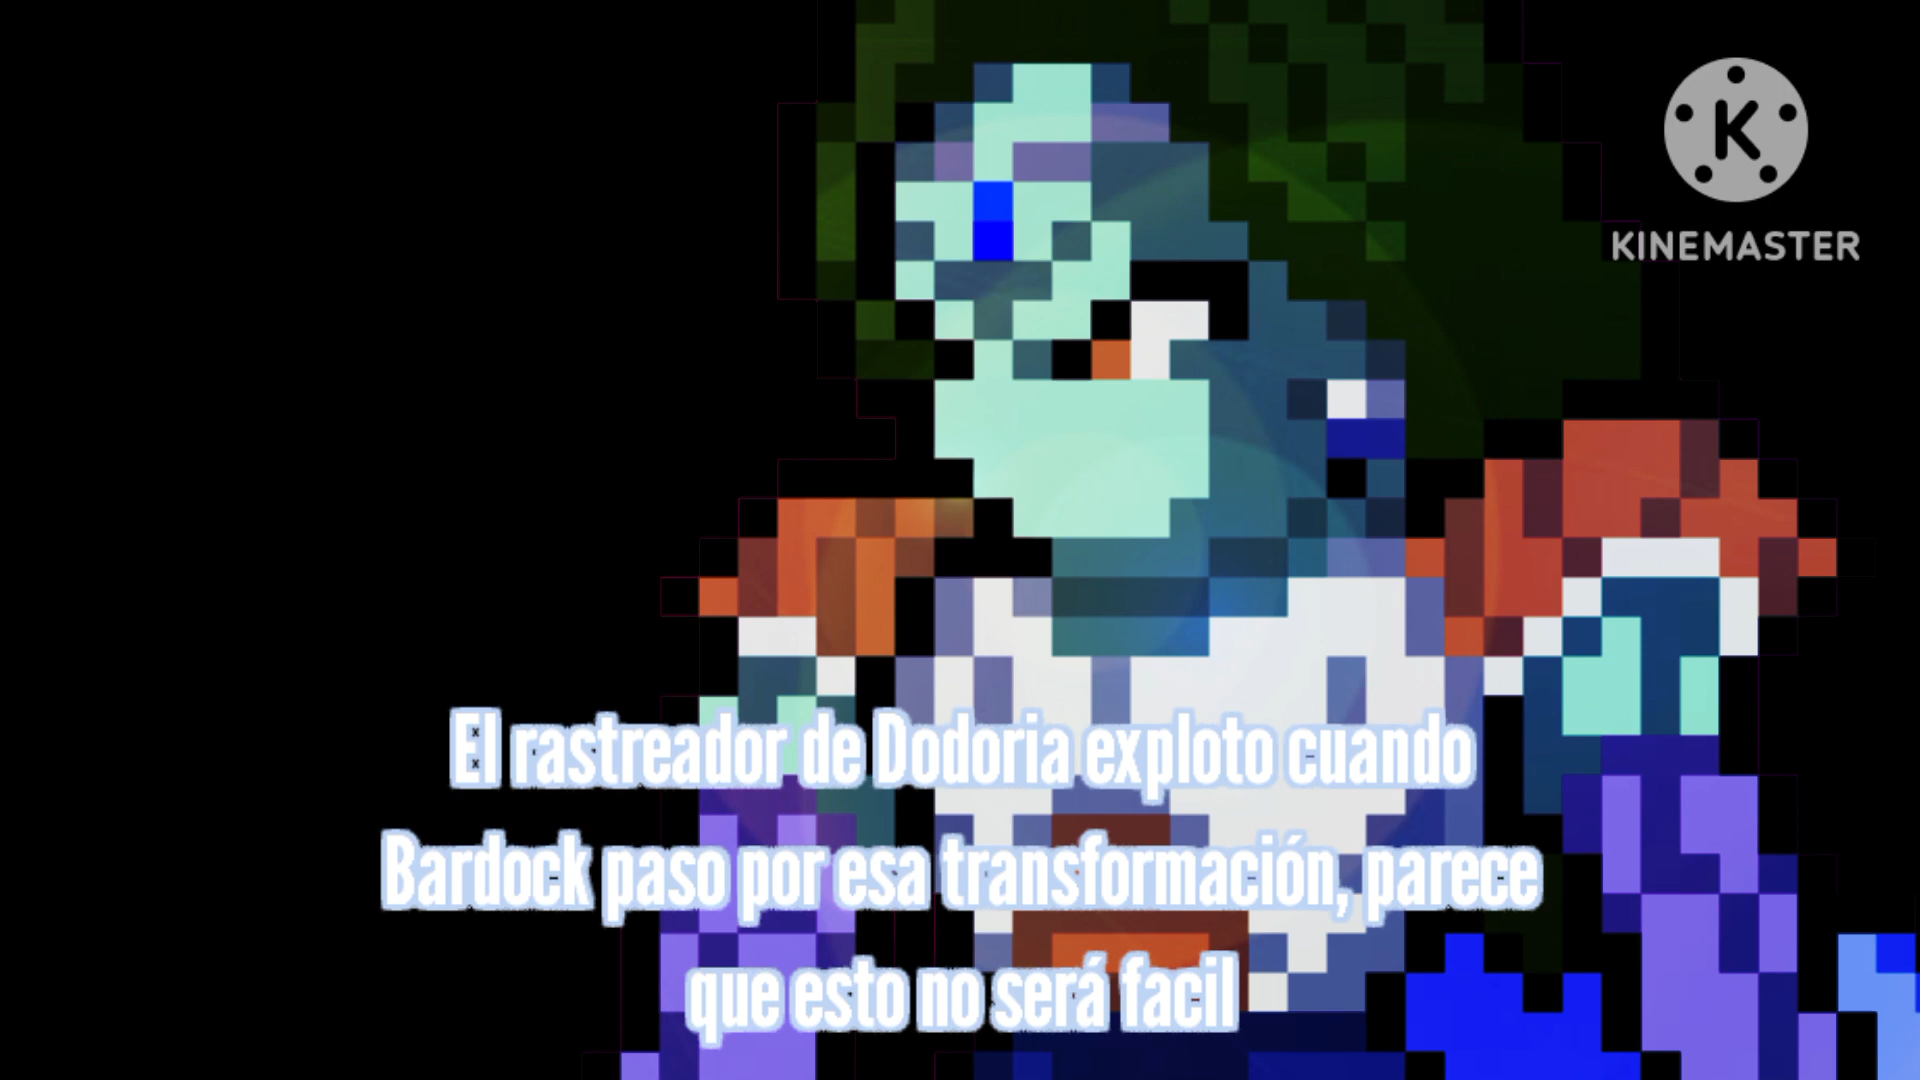 KINEMASTER
El rastreador de Dodoria exploto cuando
Bardock paso por esa transformación, parece
que esto no será facil